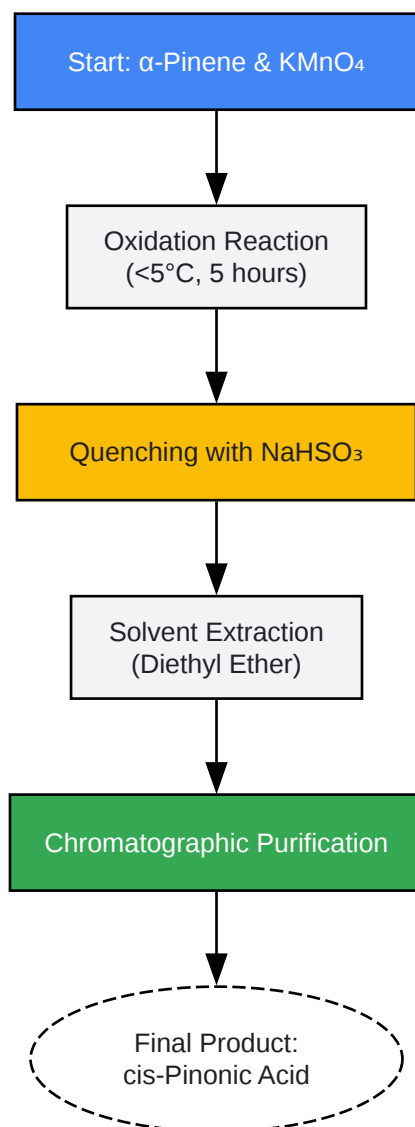 Start: α-Pinene & KMnO₄
Oxidation Reaction
(<5°C, 5 hours)
Quenching with NaHSO₃
Solvent Extraction
(Diethyl Ether)
Chromatographic Purification
Final Product:
cis-Pinonic Acid